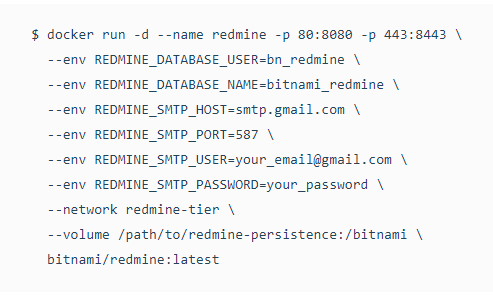 $ docker run -d --name redmine -p 80:8080 -p 443:8443 \
--env REDMINE_DATABASE_USER=bn_redmine \
--env REDMINE_DATABASE_NAME=bitnami_redmine \
--env REDMINE_SMTP_HOST=smtp.gmail.com \
--env REDMINE_SMTP_PORT=587 \
--env REDMINE_SMTP_USER=your_email@gmail.com \
--env REDMINE_SMTP_PASSWORD=your_password \
--network redmine-tier \
--volume /path/to/redmine-persistence:/bitnami \
bitnami/redmine:latest